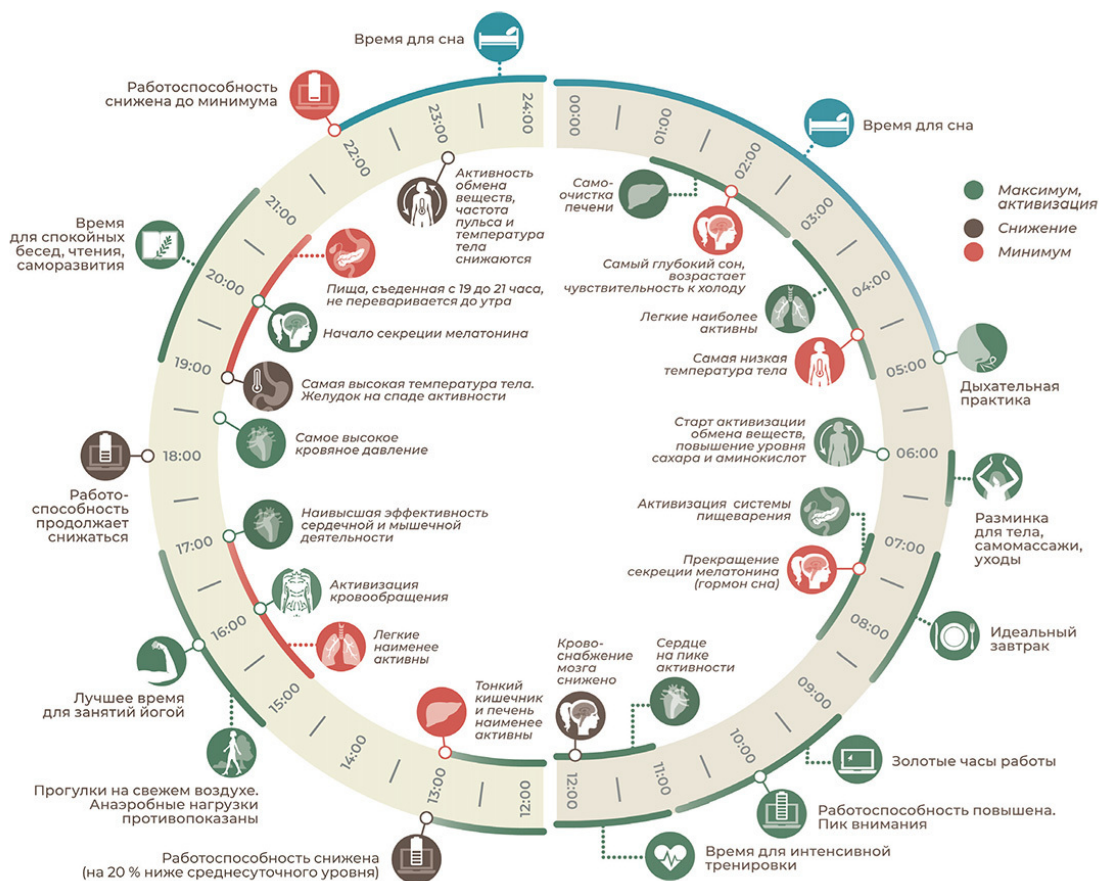 Время для сна
Работоспособность
снижена до минимума
Время
для спокойных
бесед, чтения,
саморазвития
Работо-
способность
продолжает
снижаться
Лучшее время
для занятий йогой
Прогулки на свежем воздухе.
Анаэробные нагрузки
противопоказаны
Работоспособность снижена
(на 20 % ниже среднесуточного уровня)
24:00
23:00
22:00
21:00
20:00
19:00
18:00
17:00
16:00
15:00
14:00
13:00
12:00
Активность
обмена
веществ,
частота
пульса и
температура
тела
снижаются
Пища, съеденная с 19 до 21 часа,
не переваривается до утра
Начало секреции мелатонина
Самая высокая температура тела.
Желудок на спаде активности
Самое высокое
кровяное давление
Наивысшая эффективность
сердечной и мышечной
деятельности
Активизация
кровообращения
Легкие
наименее
активны
Тонкий
кишечник
и печень
наименее
активны
00:00
01:00
02:00
03:00
04:00
05:00
06:00
07:00
08:00
09:00
10:00
11:00
12:00
Само-
очистка
печени
Самый глубокий сон,
возрастает
чувствительность к холоду
Легкие наиболее
активны
Самая низкая
температура тела
Старт активизации
обмена веществ,
повышение уровня
сахара и аминокислот
Активизация системы
пищеварения
Прекращение
секреции мелатонина
(гормон сна)
Крово-
снабжение
мозга
снижено
Сердце
на пике
активности
Время для сна
Дыхательная
практика
Разминка
для тела,
самомассажи,
уходы
Идеальный
завтрак
Золотые часы работы
Работоспособность повышена.
Пик внимания
Время для интенсивной
тренировки
Максимум,
активизация
Снижение
Минимум